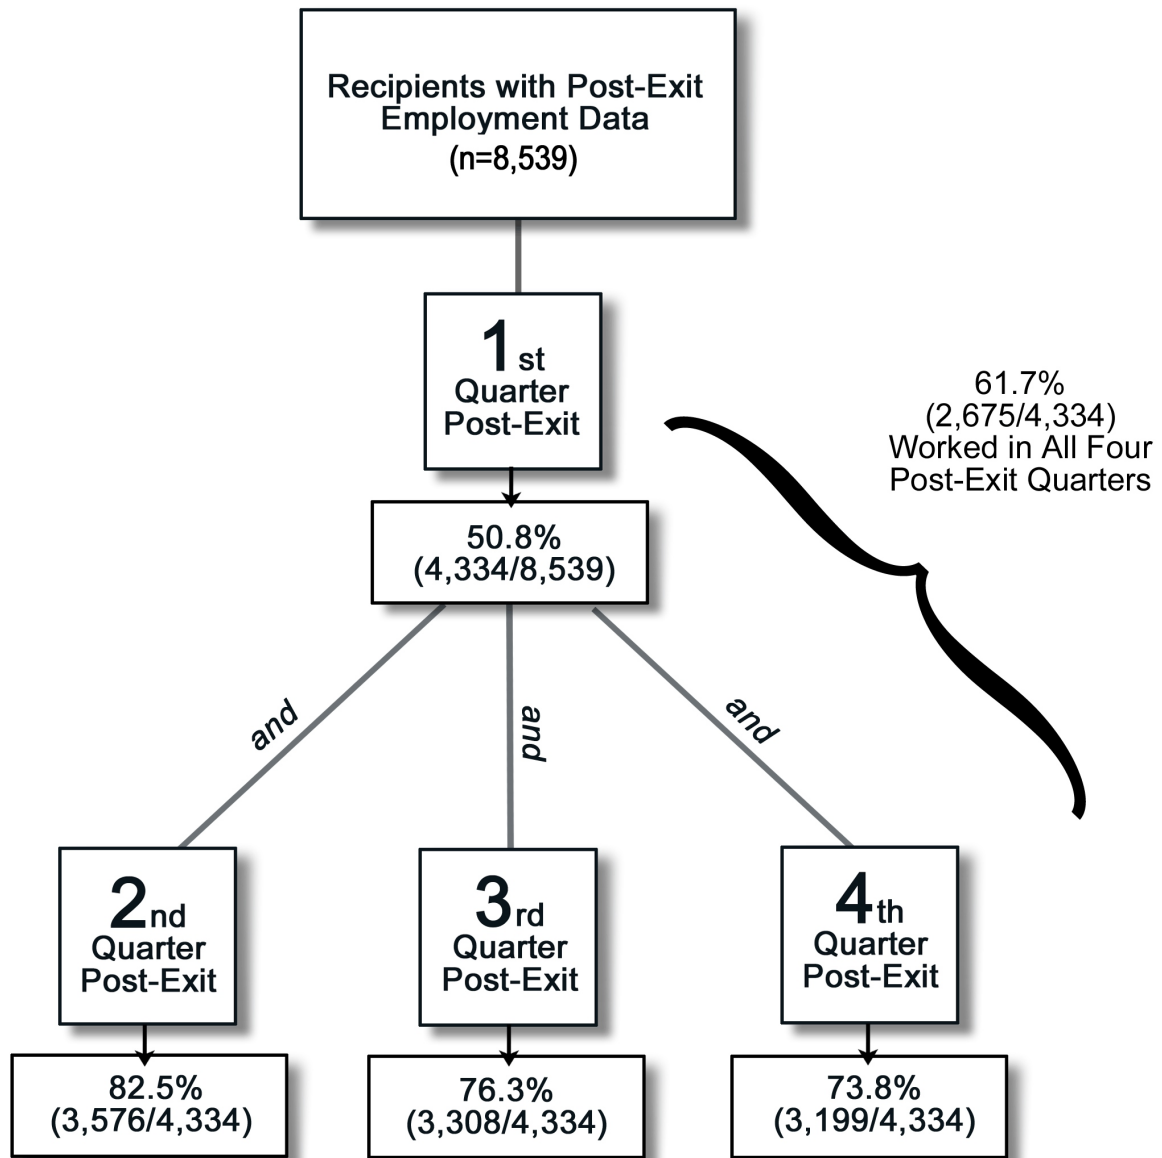 Recipients with Post-Exit
Employment Data
(n=8,539)
1st
Quarter
Post-Exit
61.7%
(2,675/4,334)
Worked in All Four
Post-Exit Quarters
50.8%
(4,334/8,539)
and
and
and
2nd
Quarter
Post-Exit
3rd
Quarter
Post-Exit
4th
Quarter
Post-Exit
82.5%
(3,576/4,334)
76.3%
(3,308/4,334)
73.8%
(3,199/4,334)